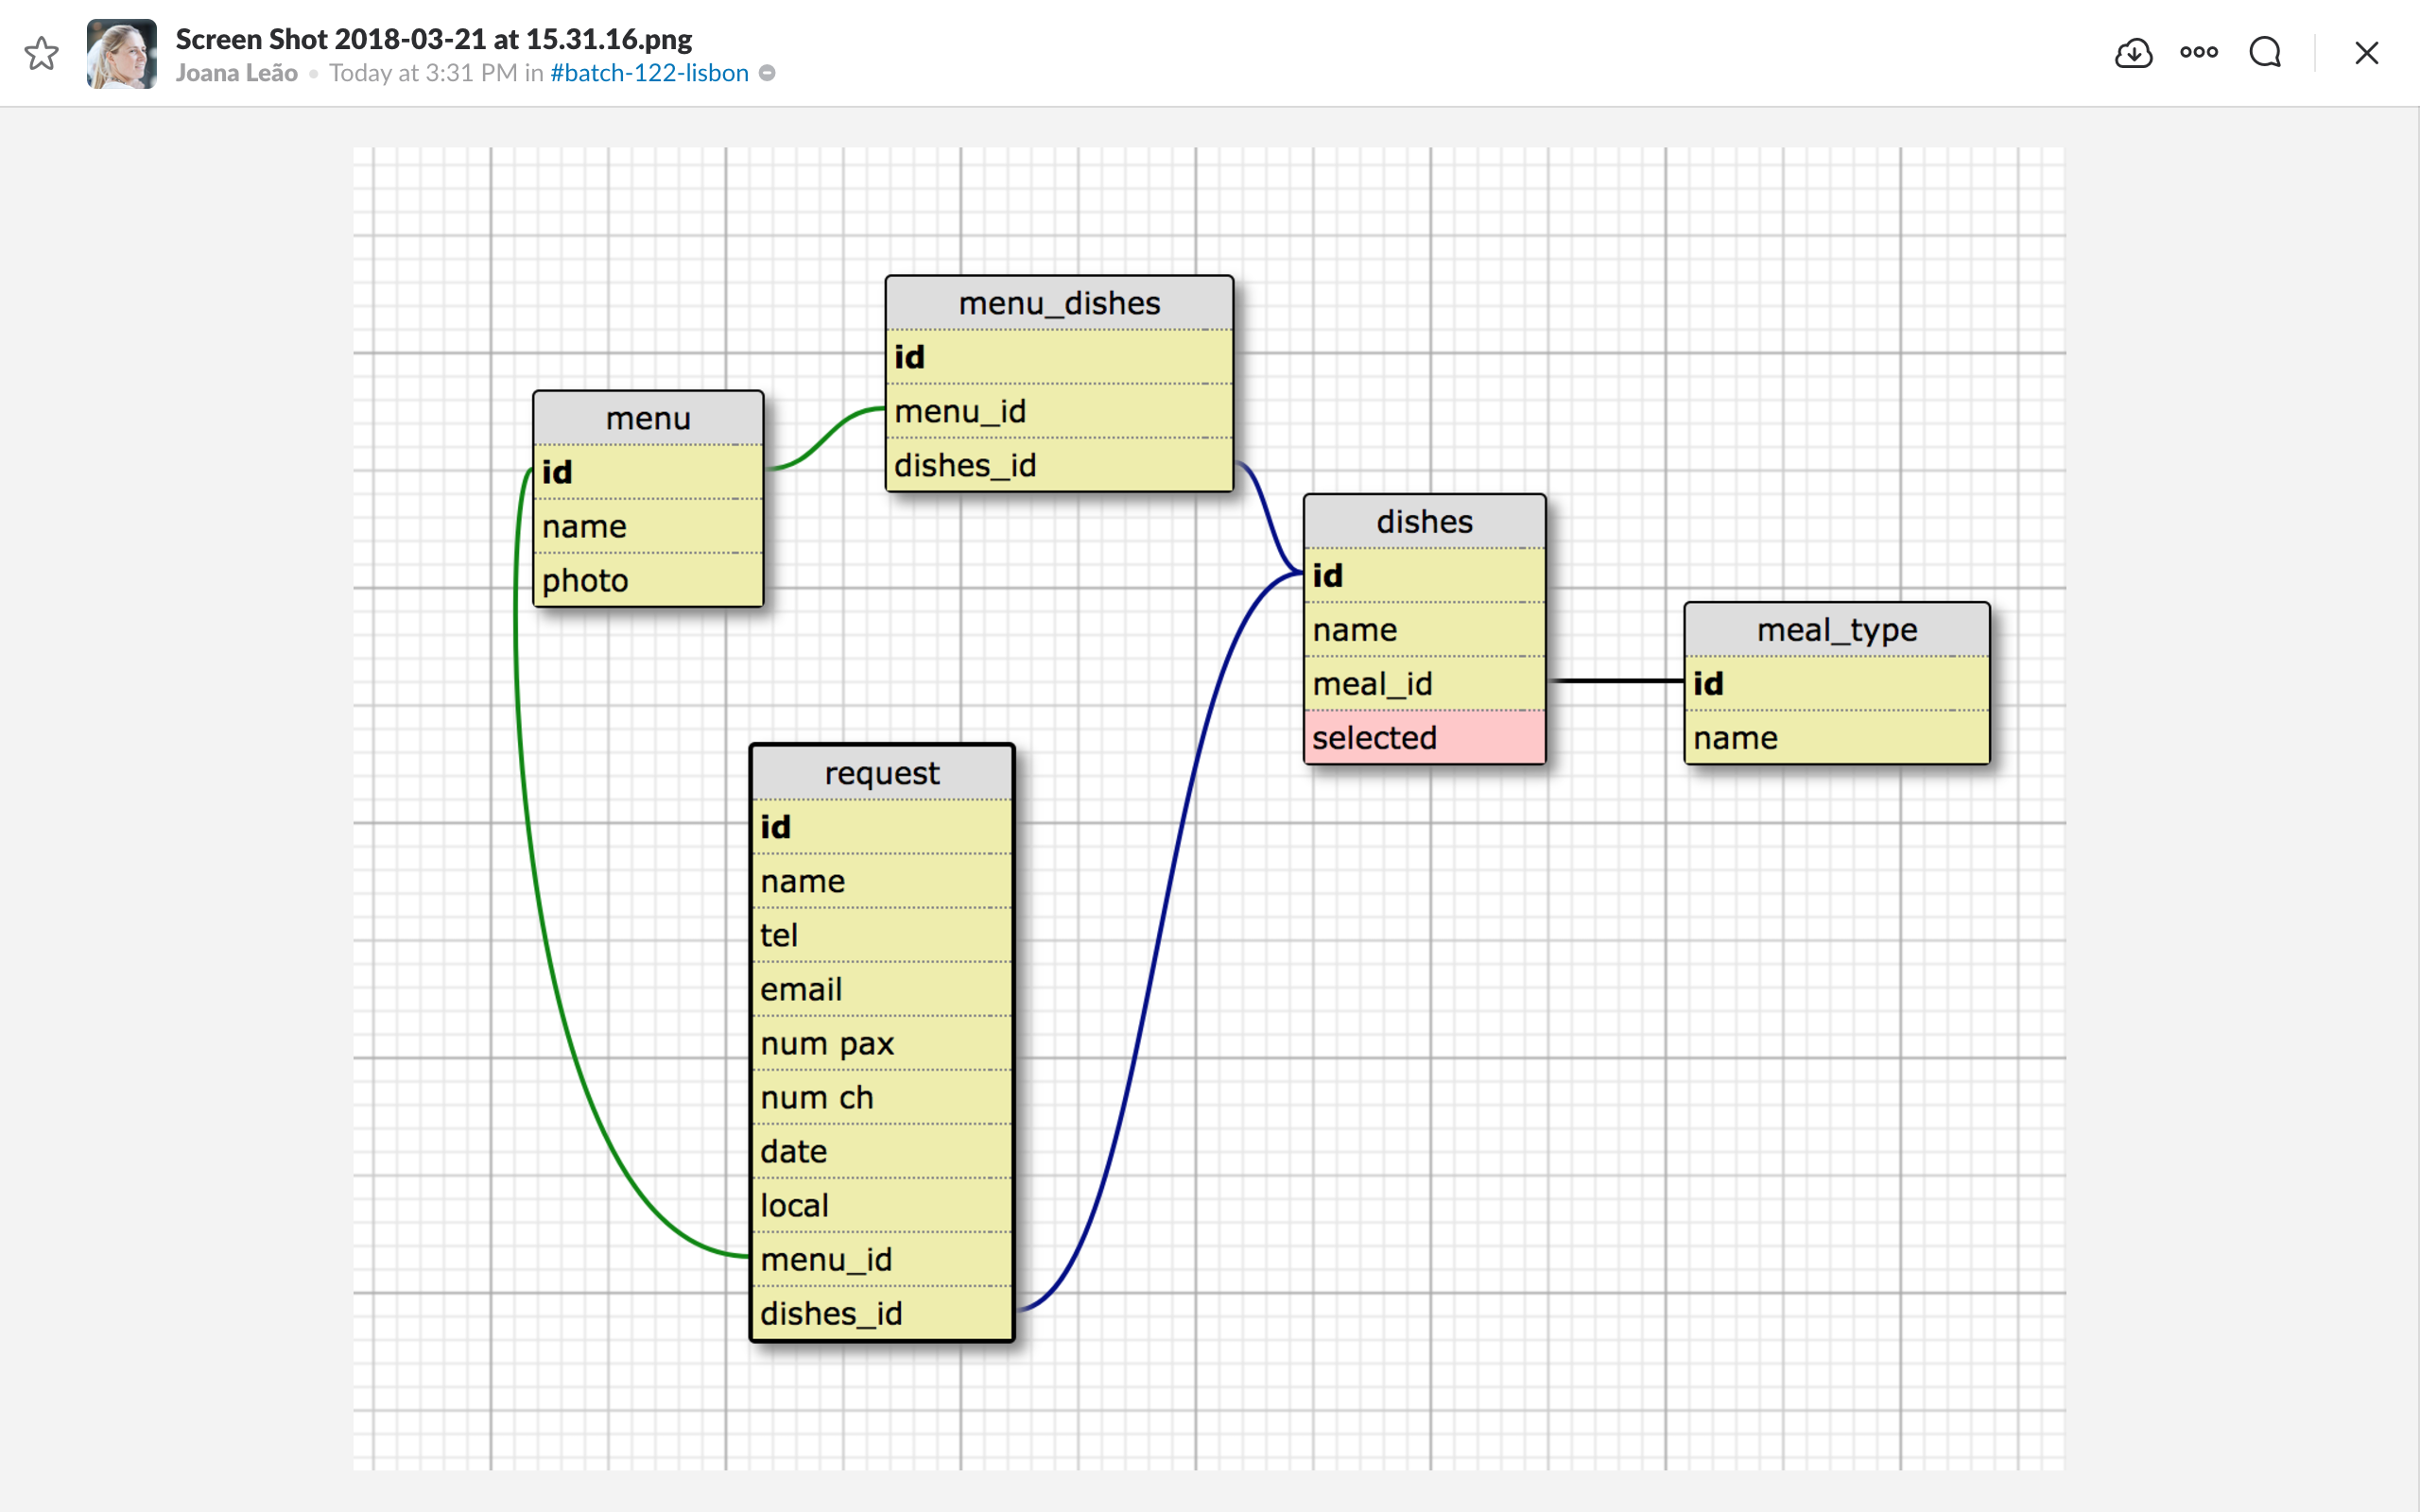 Screen Shot 2018-03-21 at 15.31.16.png
Joana Leão • Today at 3:31 PM in #batch-122-lisbon
menu_dishes
id
menu_id
dishes_id
menu
id
name
photo
dishes
id
name
meal_id
selected
meal_type
id
name
request
id
name
tel
email
num pax
num ch
date
local
menu_id
dishes_id